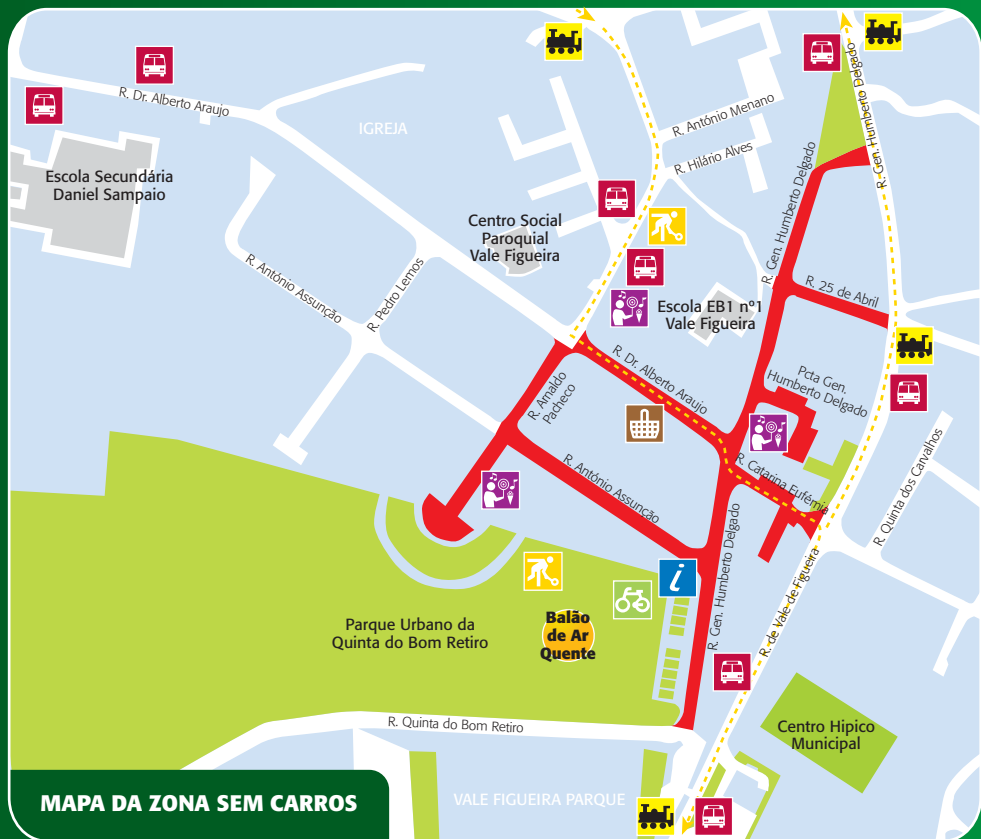 R. Dr. Alberto Araujo
IGREJA
Escola Secundária
Daniel Sampaio
R. António Menano
R. Hilário Alves
R. Gen. Humberto Delgado
R. Gen. Humberto Delgado
Centro Social
Paroquial
Vale Figueira
R. António Assunção
R. Pedro Lemos
Escola EB1 nº1
Vale Figueira
R. 25 de Abril
R. Arnaldo
Pacheco
R. Dr. Alberto Araujo
Pcta Gen.
Humberto Delgado
R. António Assunção
R. Catarina Eufémia
R. Quinta dos Carvalhos
R. Gen. Humberto Delgado
R. de Vale de Figueira
i
Parque Urbano da
Quinta do Bom Retiro
Balão
de Ar
Quente
R. Quinta do Bom Retiro
Centro Hipico
Municipal
MAPA DA ZONA SEM CARROS
VALE FIGUEIRA PARQUE